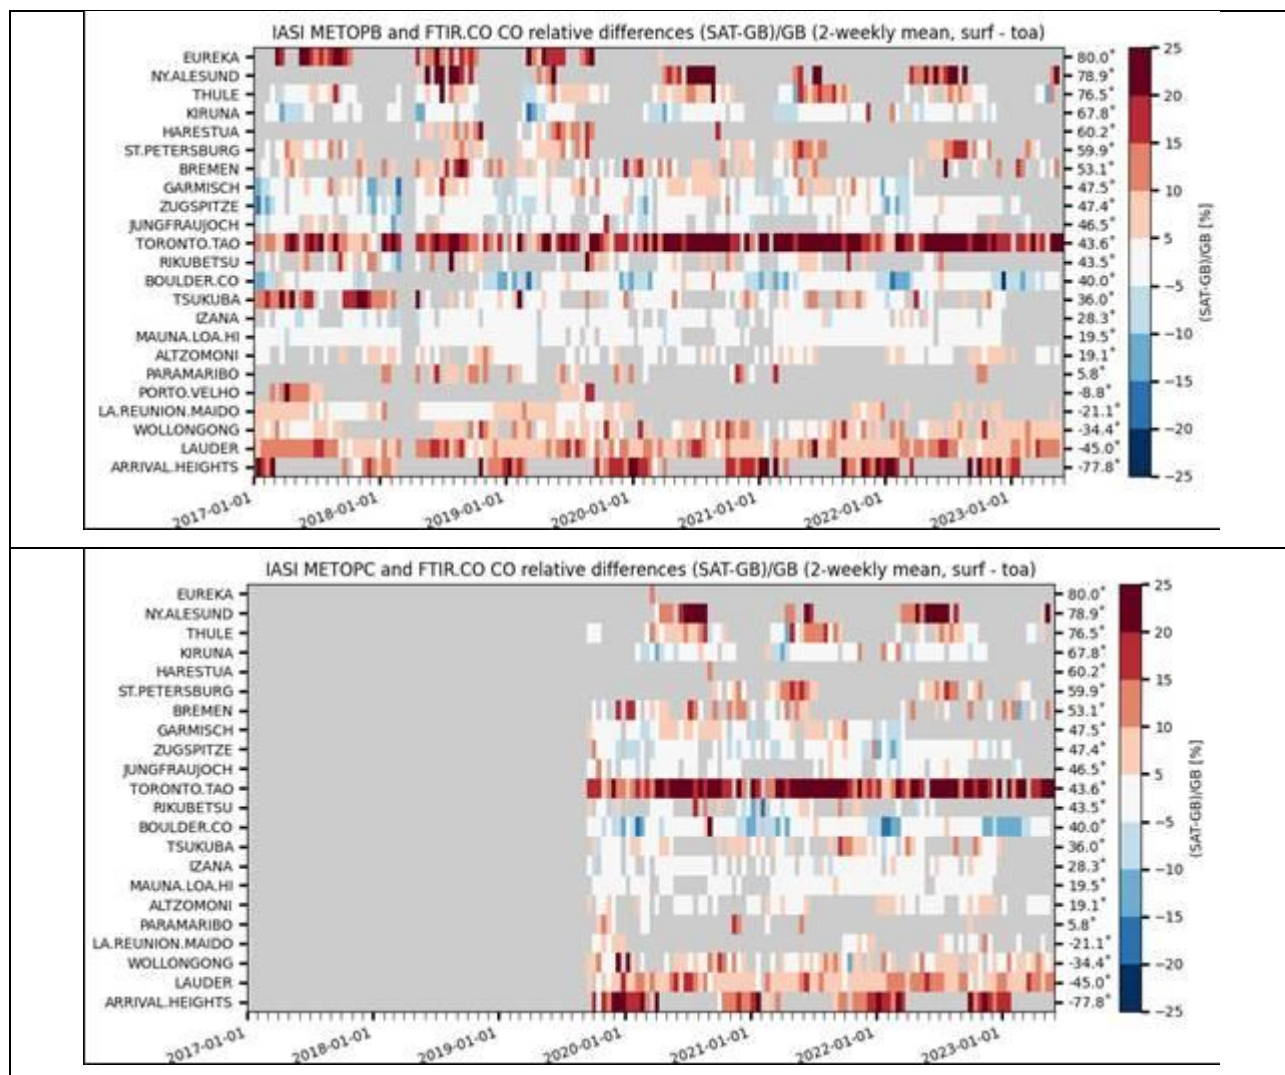 IASI METOPB and FTIR.CO CO relative differences (SAT-GB)/GB (2-weekly mean, surf - toa)
EUREKA 80.0°
NY.ALESUND 78.9°
THULE 76.5°
KIRUNA 67.8°
HARESTUA 60.2°
ST.PETERSBURG 59.9°
BREMEN 53.1°
GARMISCH 47.5°
ZUGSPITZE 47.4°
JUNGFRAUJOCH 46.5°
TORONTO.TAO 43.6°
RIKUBETSU 43.5°
BOULDER.CO 40.0°
TSUKUBA 36.0°
IZANA 28.3°
MAUNA.LOA.HI 19.5°
ALTZOMONI 19.1°
PARAMARIBO 5.8°
PORTO.VELHO -8.8°
LA.REUNION.MAIDO -21.1°
WOLLONGONG -34.4°
LAUDER -45.0°
ARRIVAL.HEIGHTS -77.8°
2017-01-01 2018-01-01 2019-01-01 2020-01-01 2021-01-01 2022-01-01 2023-01-01
25
20
15
10
5
−5
−10
−15
−20
−25
(SAT-GB)/GB [%]
IASI METOPC and FTIR.CO CO relative differences (SAT-GB)/GB (2-weekly mean, surf - toa)
EUREKA 80.0°
NY.ALESUND 78.9°
THULE 76.5°
KIRUNA 67.8°
HARESTUA 60.2°
ST.PETERSBURG 59.9°
BREMEN 53.1°
GARMISCH 47.5°
ZUGSPITZE 47.4°
JUNGFRAUJOCH 46.5°
TORONTO.TAO 43.6°
RIKUBETSU 43.5°
BOULDER.CO 40.0°
TSUKUBA 36.0°
IZANA 28.3°
MAUNA.LOA.HI 19.5°
ALTZOMONI 19.1°
PARAMARIBO 5.8°
LA.REUNION.MAIDO -21.1°
WOLLONGONG -34.4°
LAUDER -45.0°
ARRIVAL.HEIGHTS -77.8°
2017-01-01 2018-01-01 2019-01-01 2020-01-01 2021-01-01 2022-01-01 2023-01-01
25
20
15
10
5
−5
−10
−15
−20
−25
(SAT-GB)/GB [%]